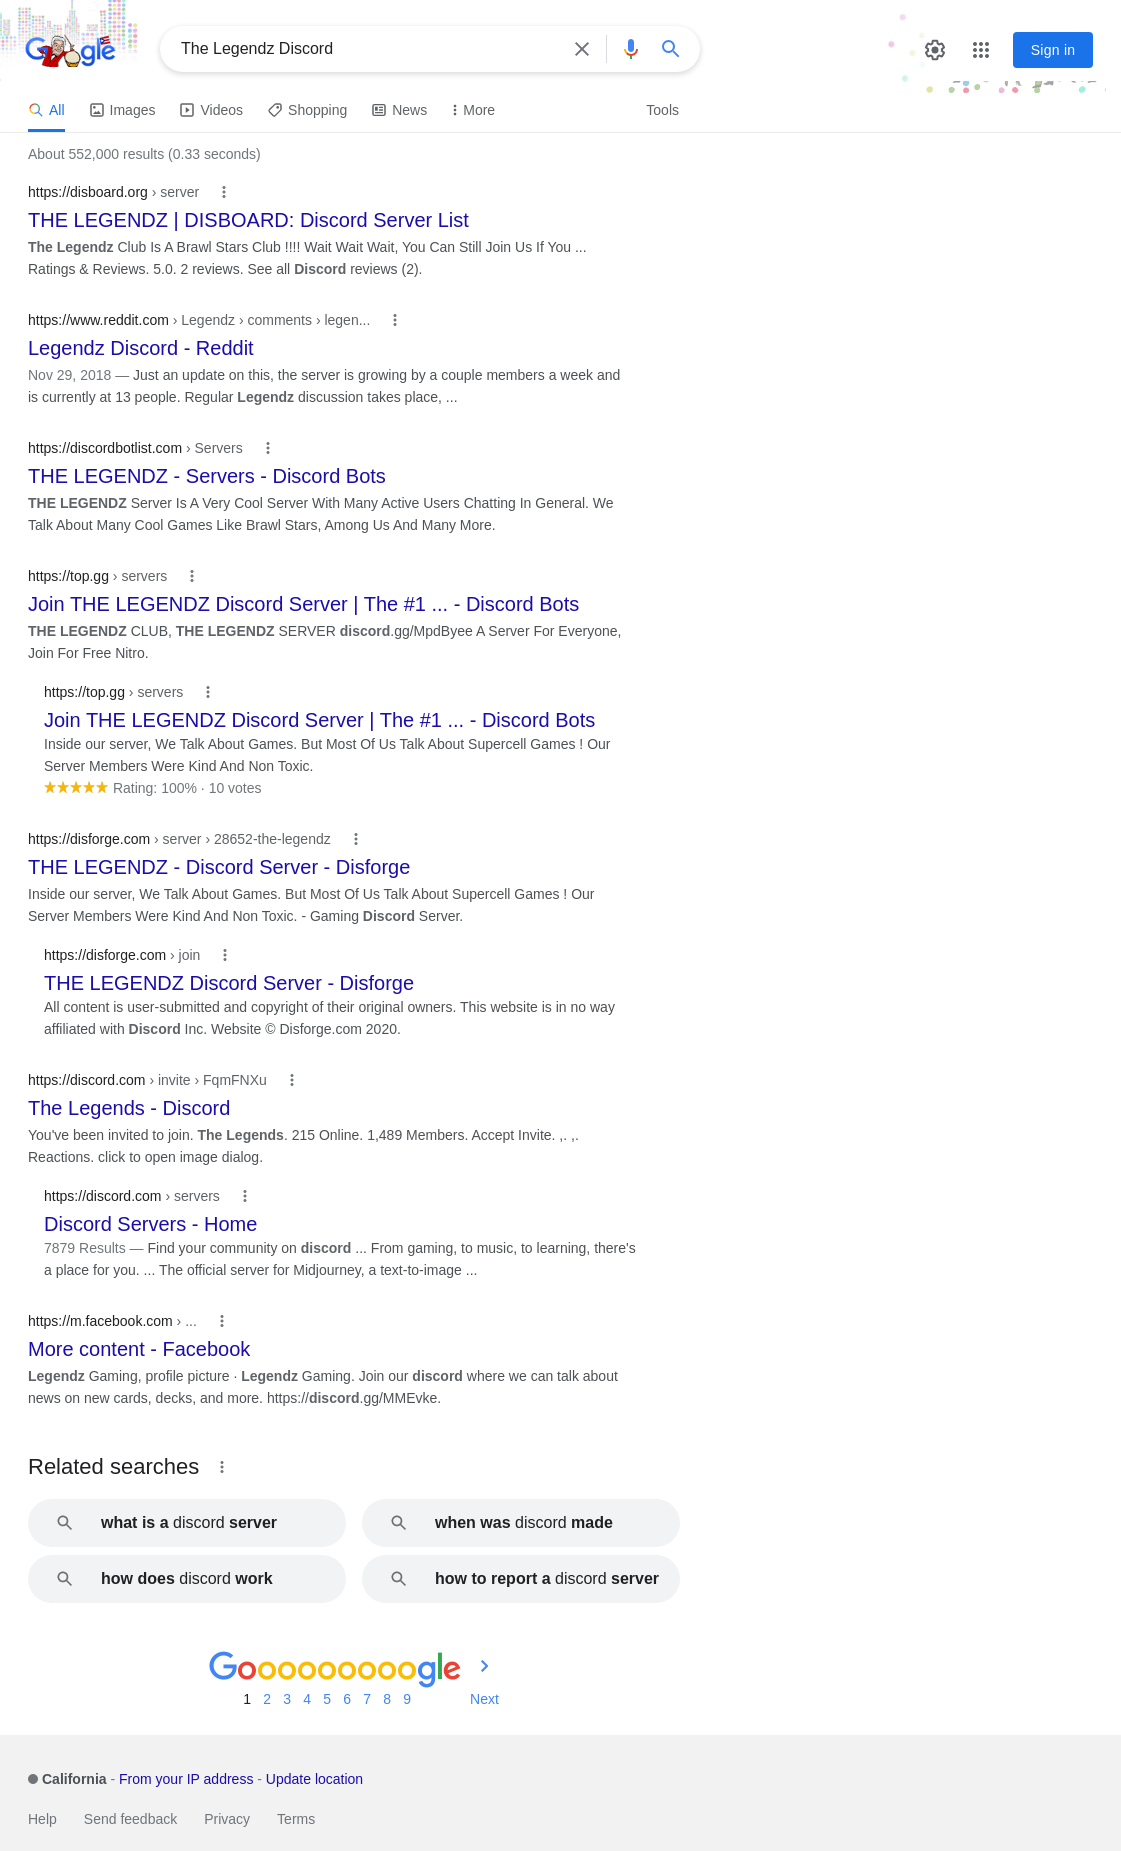 Google
The Legendz Discord
Sign in
All
Images
Videos
Shopping
News
More
Tools
About 552,000 results (0.33 seconds)
https://disboard.org › server
THE LEGENDZ | DISBOARD: Discord Server List
The Legendz Club Is A Brawl Stars Club !!!! Wait Wait Wait, You Can Still Join Us If You ...
Ratings & Reviews. 5.0. 2 reviews. See all Discord reviews (2).
https://www.reddit.com › Legendz › comments › legen...
Legendz Discord - Reddit
Nov 29, 2018 — Just an update on this, the server is growing by a couple members a week and
is currently at 13 people. Regular Legendz discussion takes place, ...
https://discordbotlist.com › Servers
THE LEGENDZ - Servers - Discord Bots
THE LEGENDZ Server Is A Very Cool Server With Many Active Users Chatting In General. We
Talk About Many Cool Games Like Brawl Stars, Among Us And Many More.
https://top.gg › servers
Join THE LEGENDZ Discord Server | The #1 ... - Discord Bots
THE LEGENDZ CLUB, THE LEGENDZ SERVER discord.gg/MpdByee A Server For Everyone,
Join For Free Nitro.
https://top.gg › servers
Join THE LEGENDZ Discord Server | The #1 ... - Discord Bots
Inside our server, We Talk About Games. But Most Of Us Talk About Supercell Games ! Our
Server Members Were Kind And Non Toxic.
Rating: 100% · 10 votes
https://disforge.com › server › 28652-the-legendz
THE LEGENDZ - Discord Server - Disforge
Inside our server, We Talk About Games. But Most Of Us Talk About Supercell Games ! Our
Server Members Were Kind And Non Toxic. - Gaming Discord Server.
https://disforge.com › join
THE LEGENDZ Discord Server - Disforge
All content is user-submitted and copyright of their original owners. This website is in no way
affiliated with Discord Inc. Website © Disforge.com 2020.
https://discord.com › invite › FqmFNXu
The Legends - Discord
You've been invited to join. The Legends. 215 Online. 1,489 Members. Accept Invite. ,. ,.
Reactions. click to open image dialog.
https://discord.com › servers
Discord Servers - Home
7879 Results — Find your community on discord ... From gaming, to music, to learning, there's
a place for you. ... The official server for Midjourney, a text-to-image ...
https://m.facebook.com › ...
More content - Facebook
Legendz Gaming, profile picture · Legendz Gaming. Join our discord where we can talk about
news on new cards, decks, and more. https://discord.gg/MMEvke.
Related searches
what is a discord server
when was discord made
how does discord work
how to report a discord server
Goooooooooogle
1 2 3 4 5 6 7 8 9 Next
California - From your IP address - Update location
Help Send feedback Privacy Terms